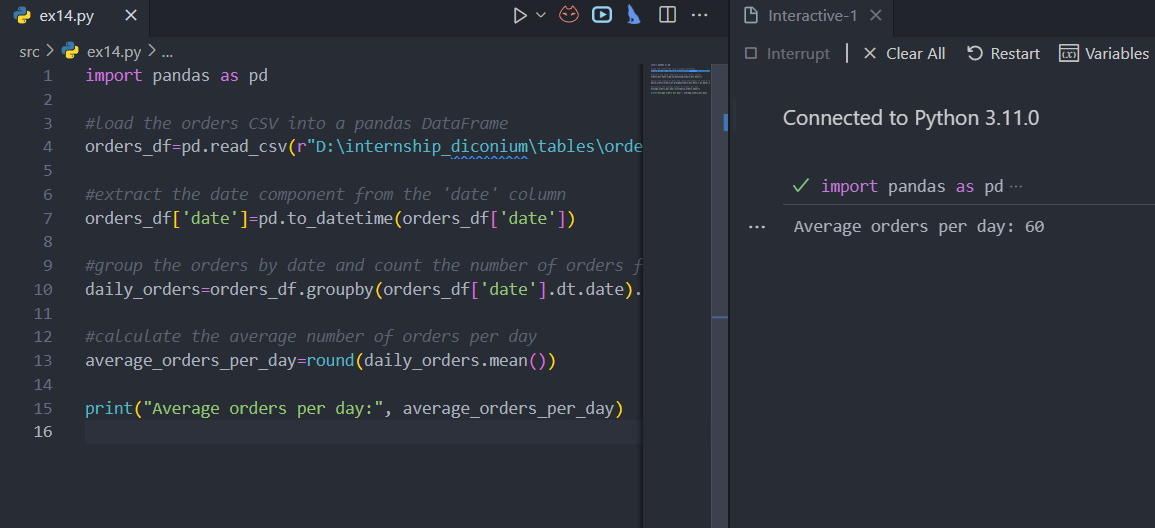 ex14.py
src > ex14.py > ...
1 import pandas as pd
2
3 #load the orders CSV into a pandas DataFrame
4 orders_df=pd.read_csv(r"D:\internship_diconium\tables\orde
5
6 #extract the date component from the 'date' column
7 orders_df['date']=pd.to_datetime(orders_df['date'])
8
9 #group the orders by date and count the number of orders f
10 daily_orders=orders_df.groupby(orders_df['date'].dt.date).
11
12 #calculate the average number of orders per day
13 average_orders_per_day=round(daily_orders.mean())
14
15 print("Average orders per day:", average_orders_per_day)
16
Interactive-1
Interrupt | Clear All Restart Variables
Connected to Python 3.11.0
import pandas as pd ...
... Average orders per day: 60